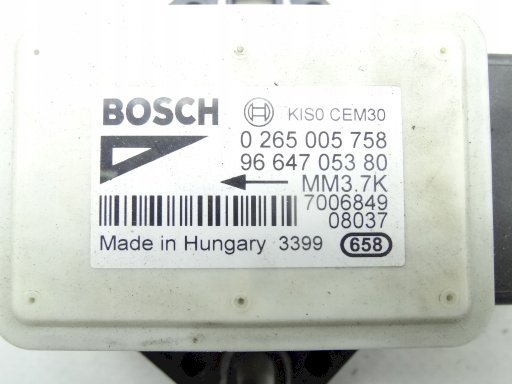 BOSCH KIS0 CEM30
0 265 005 758
96 647 053 80
MM3.7K
7006849
08037
Made in Hungary 3399 658